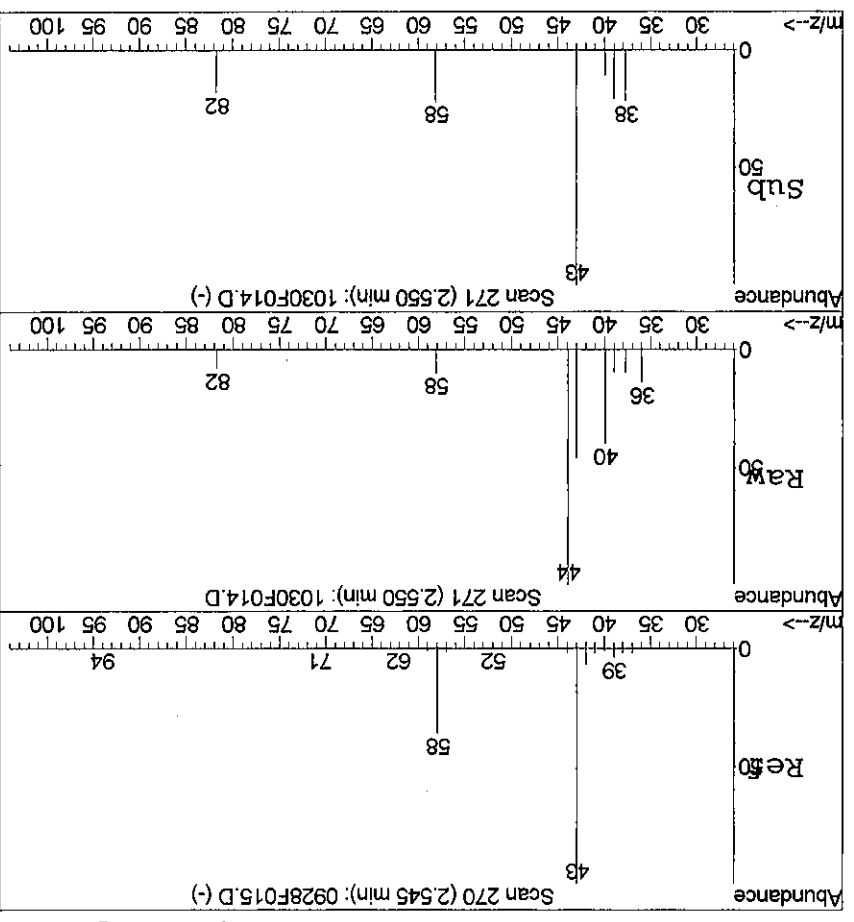 Abundance Scan 270 (2.545 min): 0928F015.D (-)
43
Ref 50
58
39 52 62 71 94
0
m/z--> 30 35 40 45 50 55 60 65 70 75 80 85 90 95 100
Abundance Scan 271 (2.550 min): 1030F014.D
44
Raw 50
40
36 58 82
0
m/z--> 30 35 40 45 50 55 60 65 70 75 80 85 90 95 100
Abundance Scan 271 (2.550 min): 1030F014.D (-)
43
Sub
50
38 58 82
0
m/z--> 30 35 40 45 50 55 60 65 70 75 80 85 90 95 100